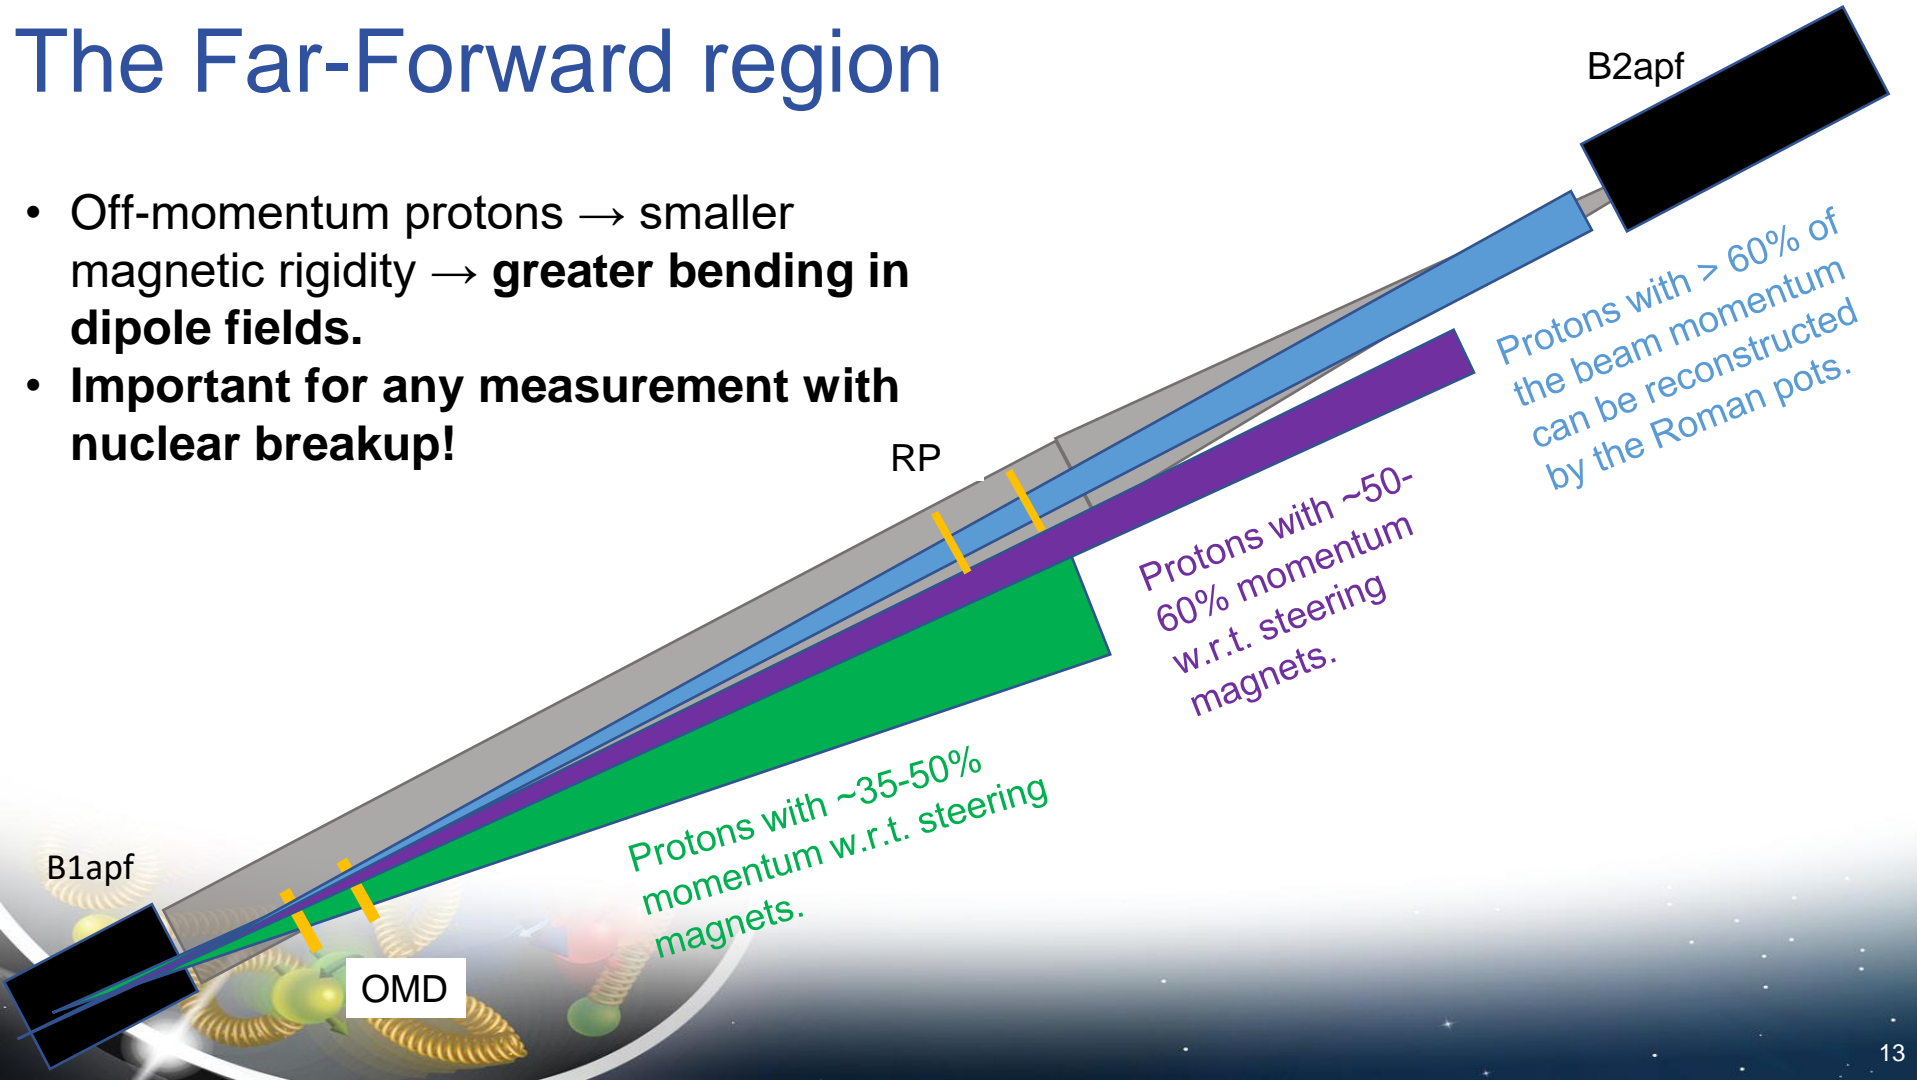 The Far-Forward region
B2apf
• Off-momentum protons → smaller
magnetic rigidity → greater bending in
dipole fields.
• Important for any measurement with
nuclear breakup!
RP
Protons with > 60% of
the beam momentum
can be reconstructed
by the Roman pots.
Protons with ~50-
60% momentum
w.r.t. steering
magnets.
Protons with ~35-50%
momentum w.r.t. steering
magnets.
B1apf
OMD
13